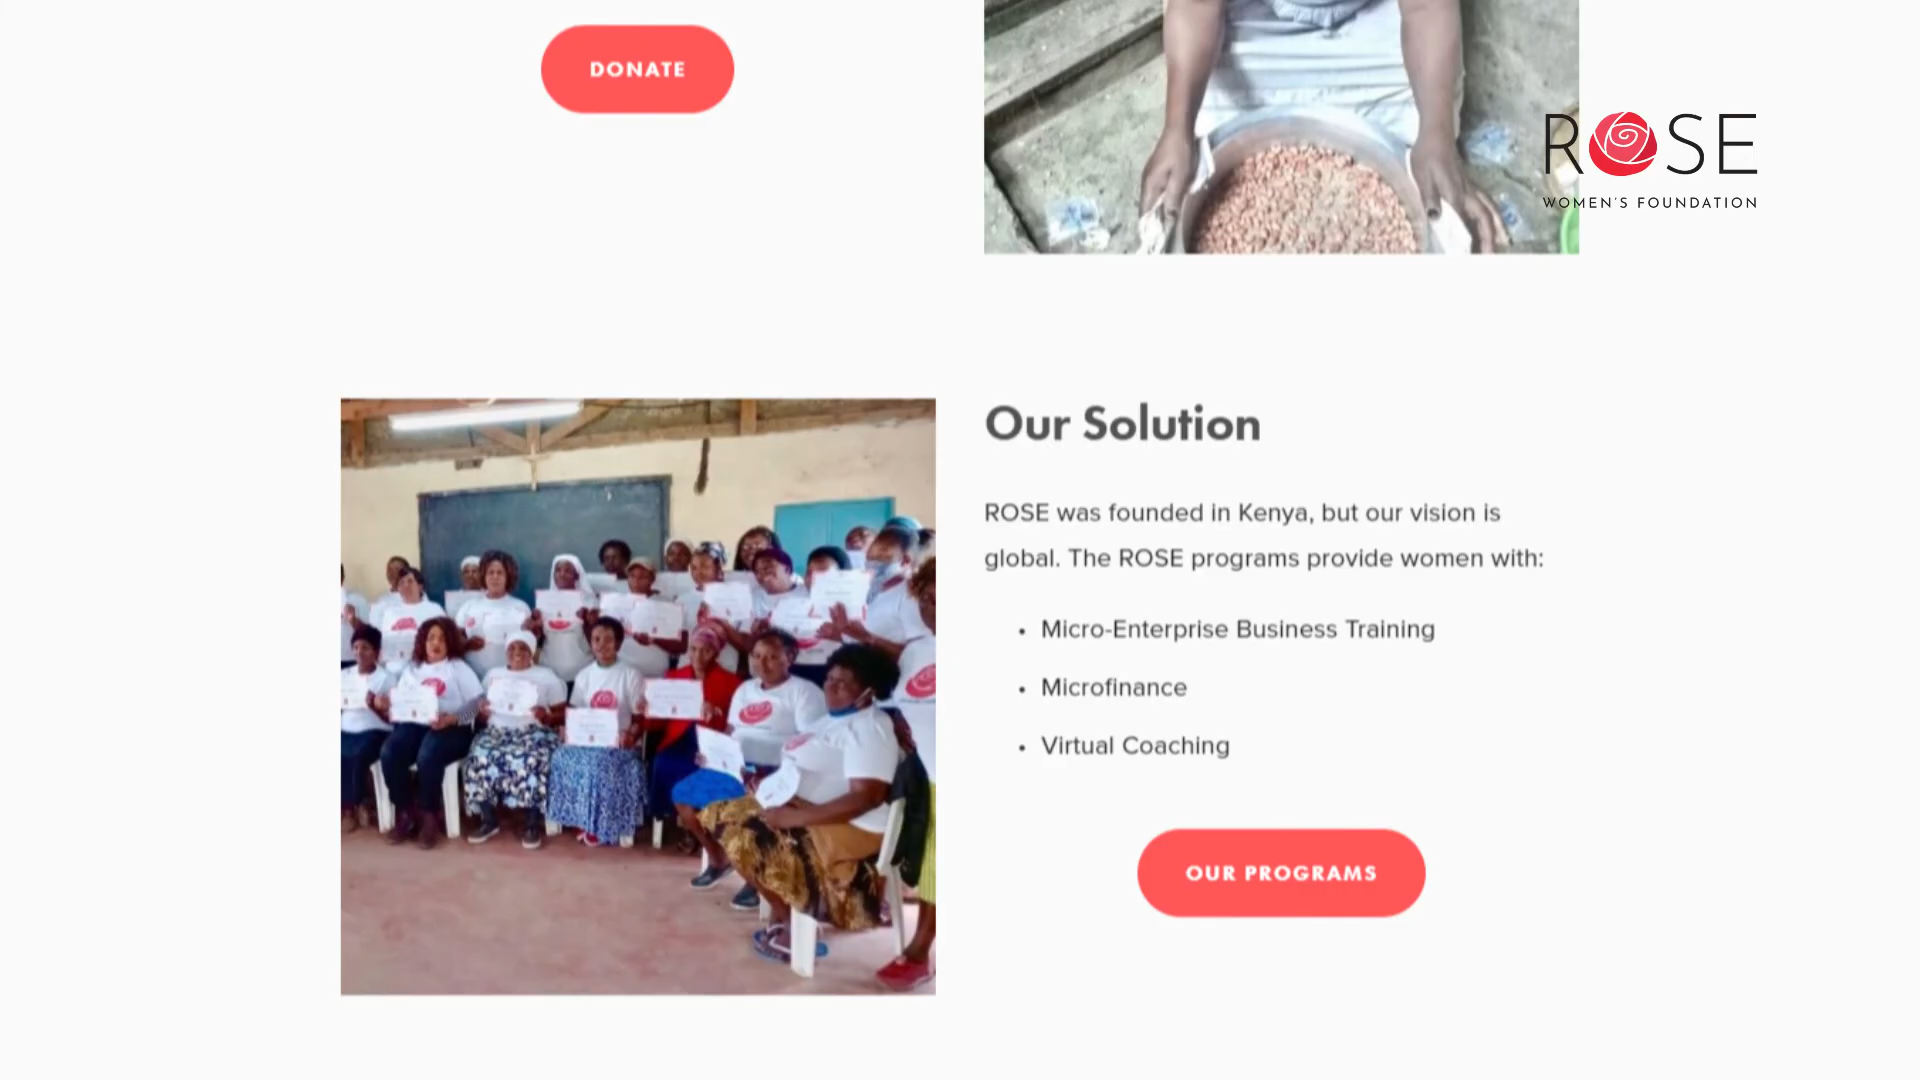 DONATE
ROSE
WOMEN'S FOUNDATION
Our Solution
ROSE was founded in Kenya, but our vision is
global. The ROSE programs provide women with:
• Micro-Enterprise Business Training
• Microfinance
• Virtual Coaching
OUR PROGRAMS